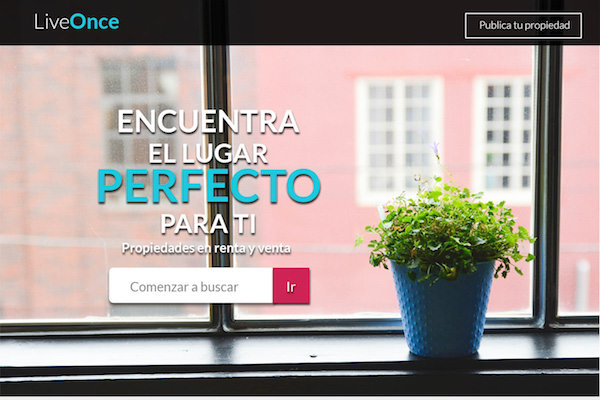 LiveOnce
Publica tu propiedad
ENCUENTRA
EL LUGAR
PERFECTO
PARA TI
Propiedades en renta y venta
Comenzar a buscar
Ir